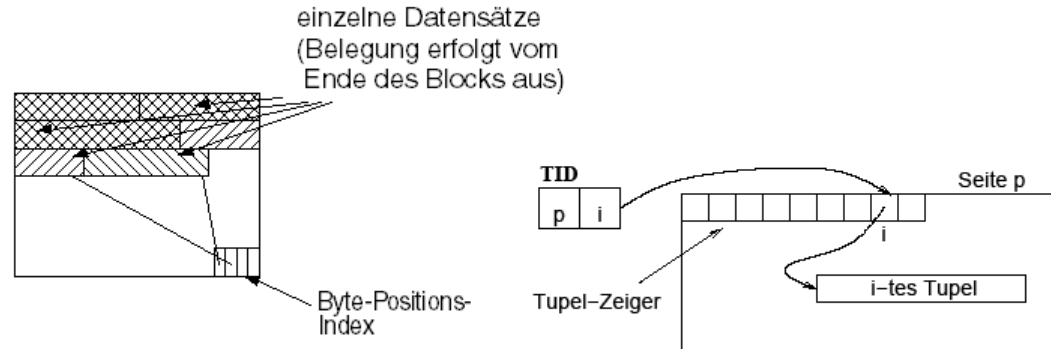 einzelne Datensätze
(Belegung erfolgt vom
Ende des Blocks aus)
Byte-Positions-
Index
TID
p i
Seite p
i
Tupel-Zeiger
i-tes Tupel